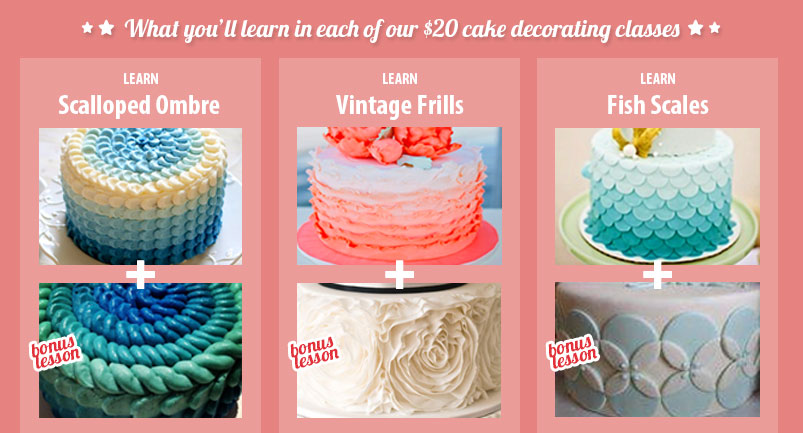 What you'll learn in each of our $20 cake decorating classes
LEARN
Scalloped Ombre
bonus
lesson
LEARN
Vintage Frills
bonus
lesson
LEARN
Fish Scales
bonus
lesson